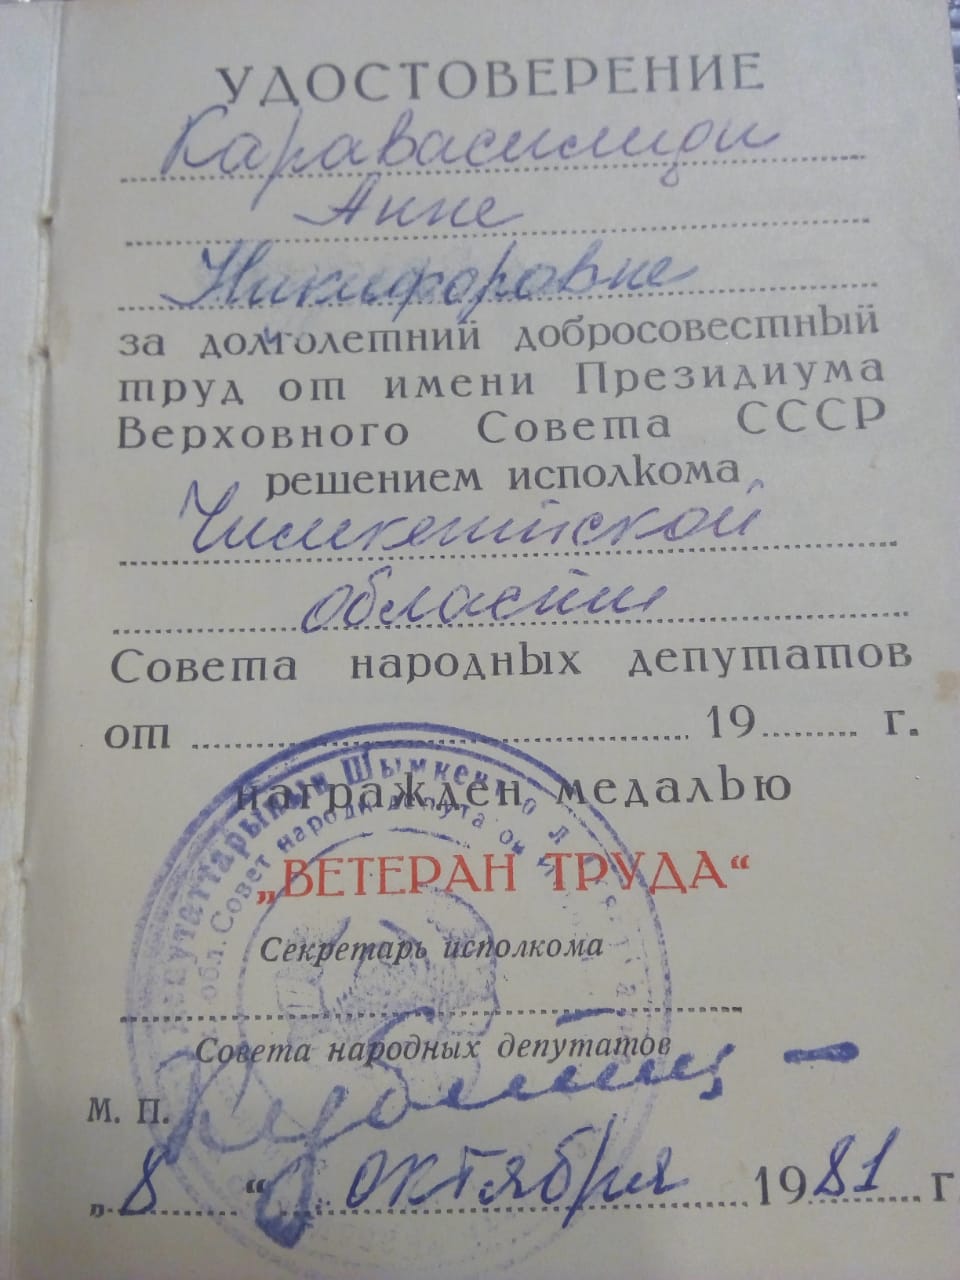 УДОСТОВЕРЕНИЕ
Каравасилиди
Анне
Никифоровне
за долголетний добросовестный
труд от имени Президиума
Верховного Совета СССР
решением исполкома
Чимкентской
области
Совета народных депутатов
от 19 г.
награжден медалью
„ВЕТЕРАН ТРУДА“
Секретарь исполкома
Совета народных депутатов
М. П.
„8“ октября 1981 г.